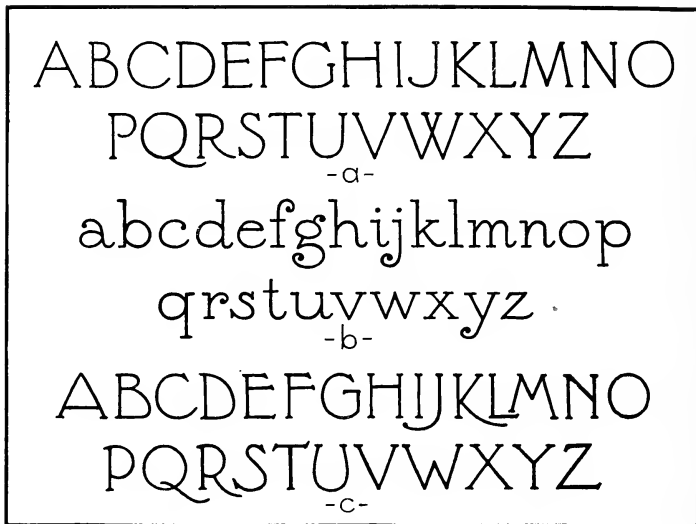 ABCDEFGHIJKLMNO
PQRSTUVWXYZ
-a-
abcdefghijklmnop
qrstuvwxyz
-b-
ABCDEFGHIJKLMNO
PQRSTUVWXYZ
-c-